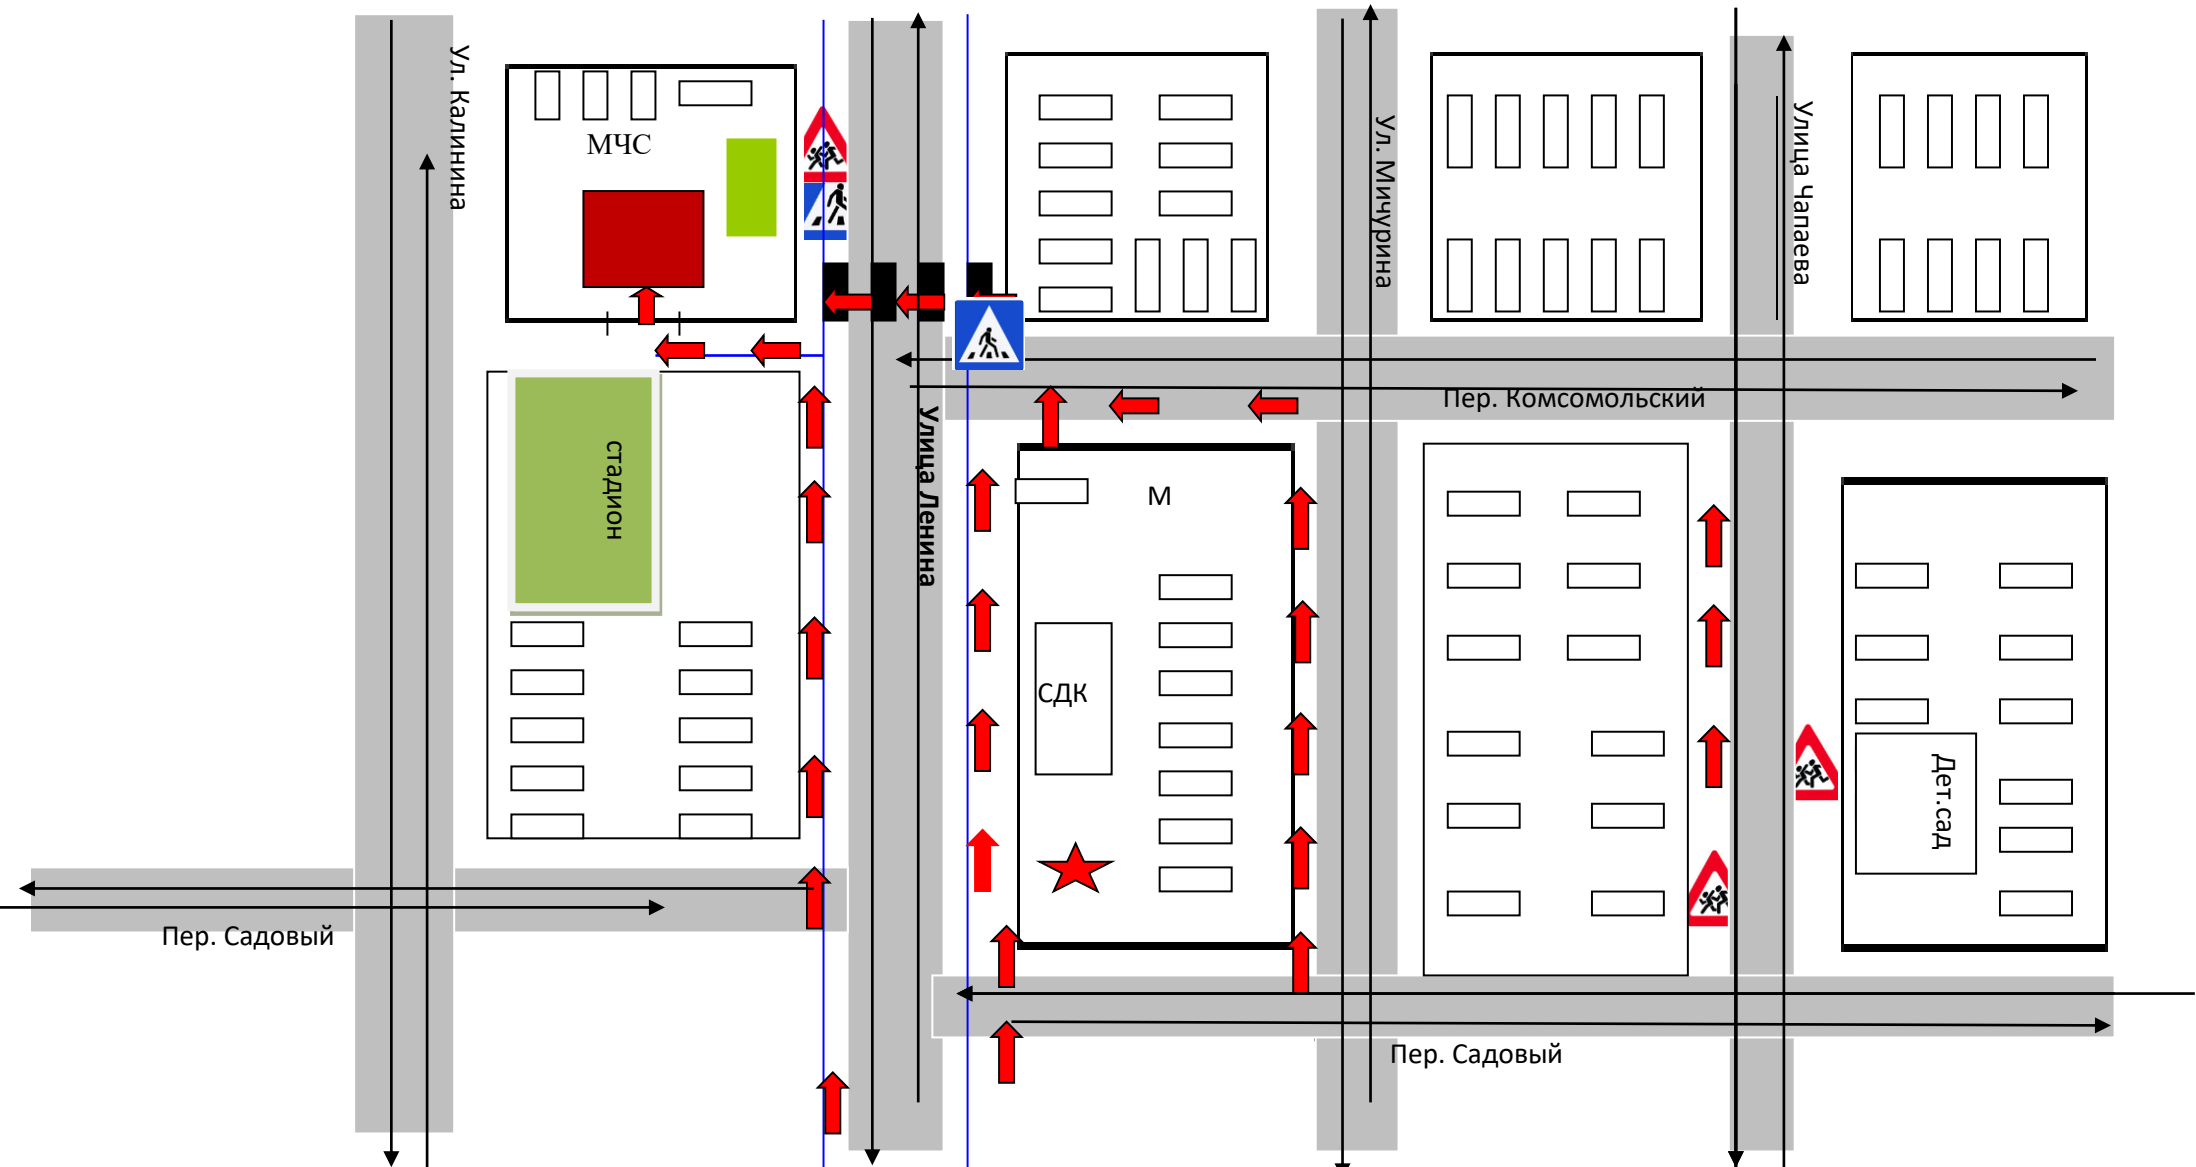 Ул. Калинина
МЧС
Ул. Мичурина
Улица Чапаева
Пер. Комсомольский
стадион
Улица Ленина
М
СДК
Дет.сад
Пер. Садовый
Пер. Садовый